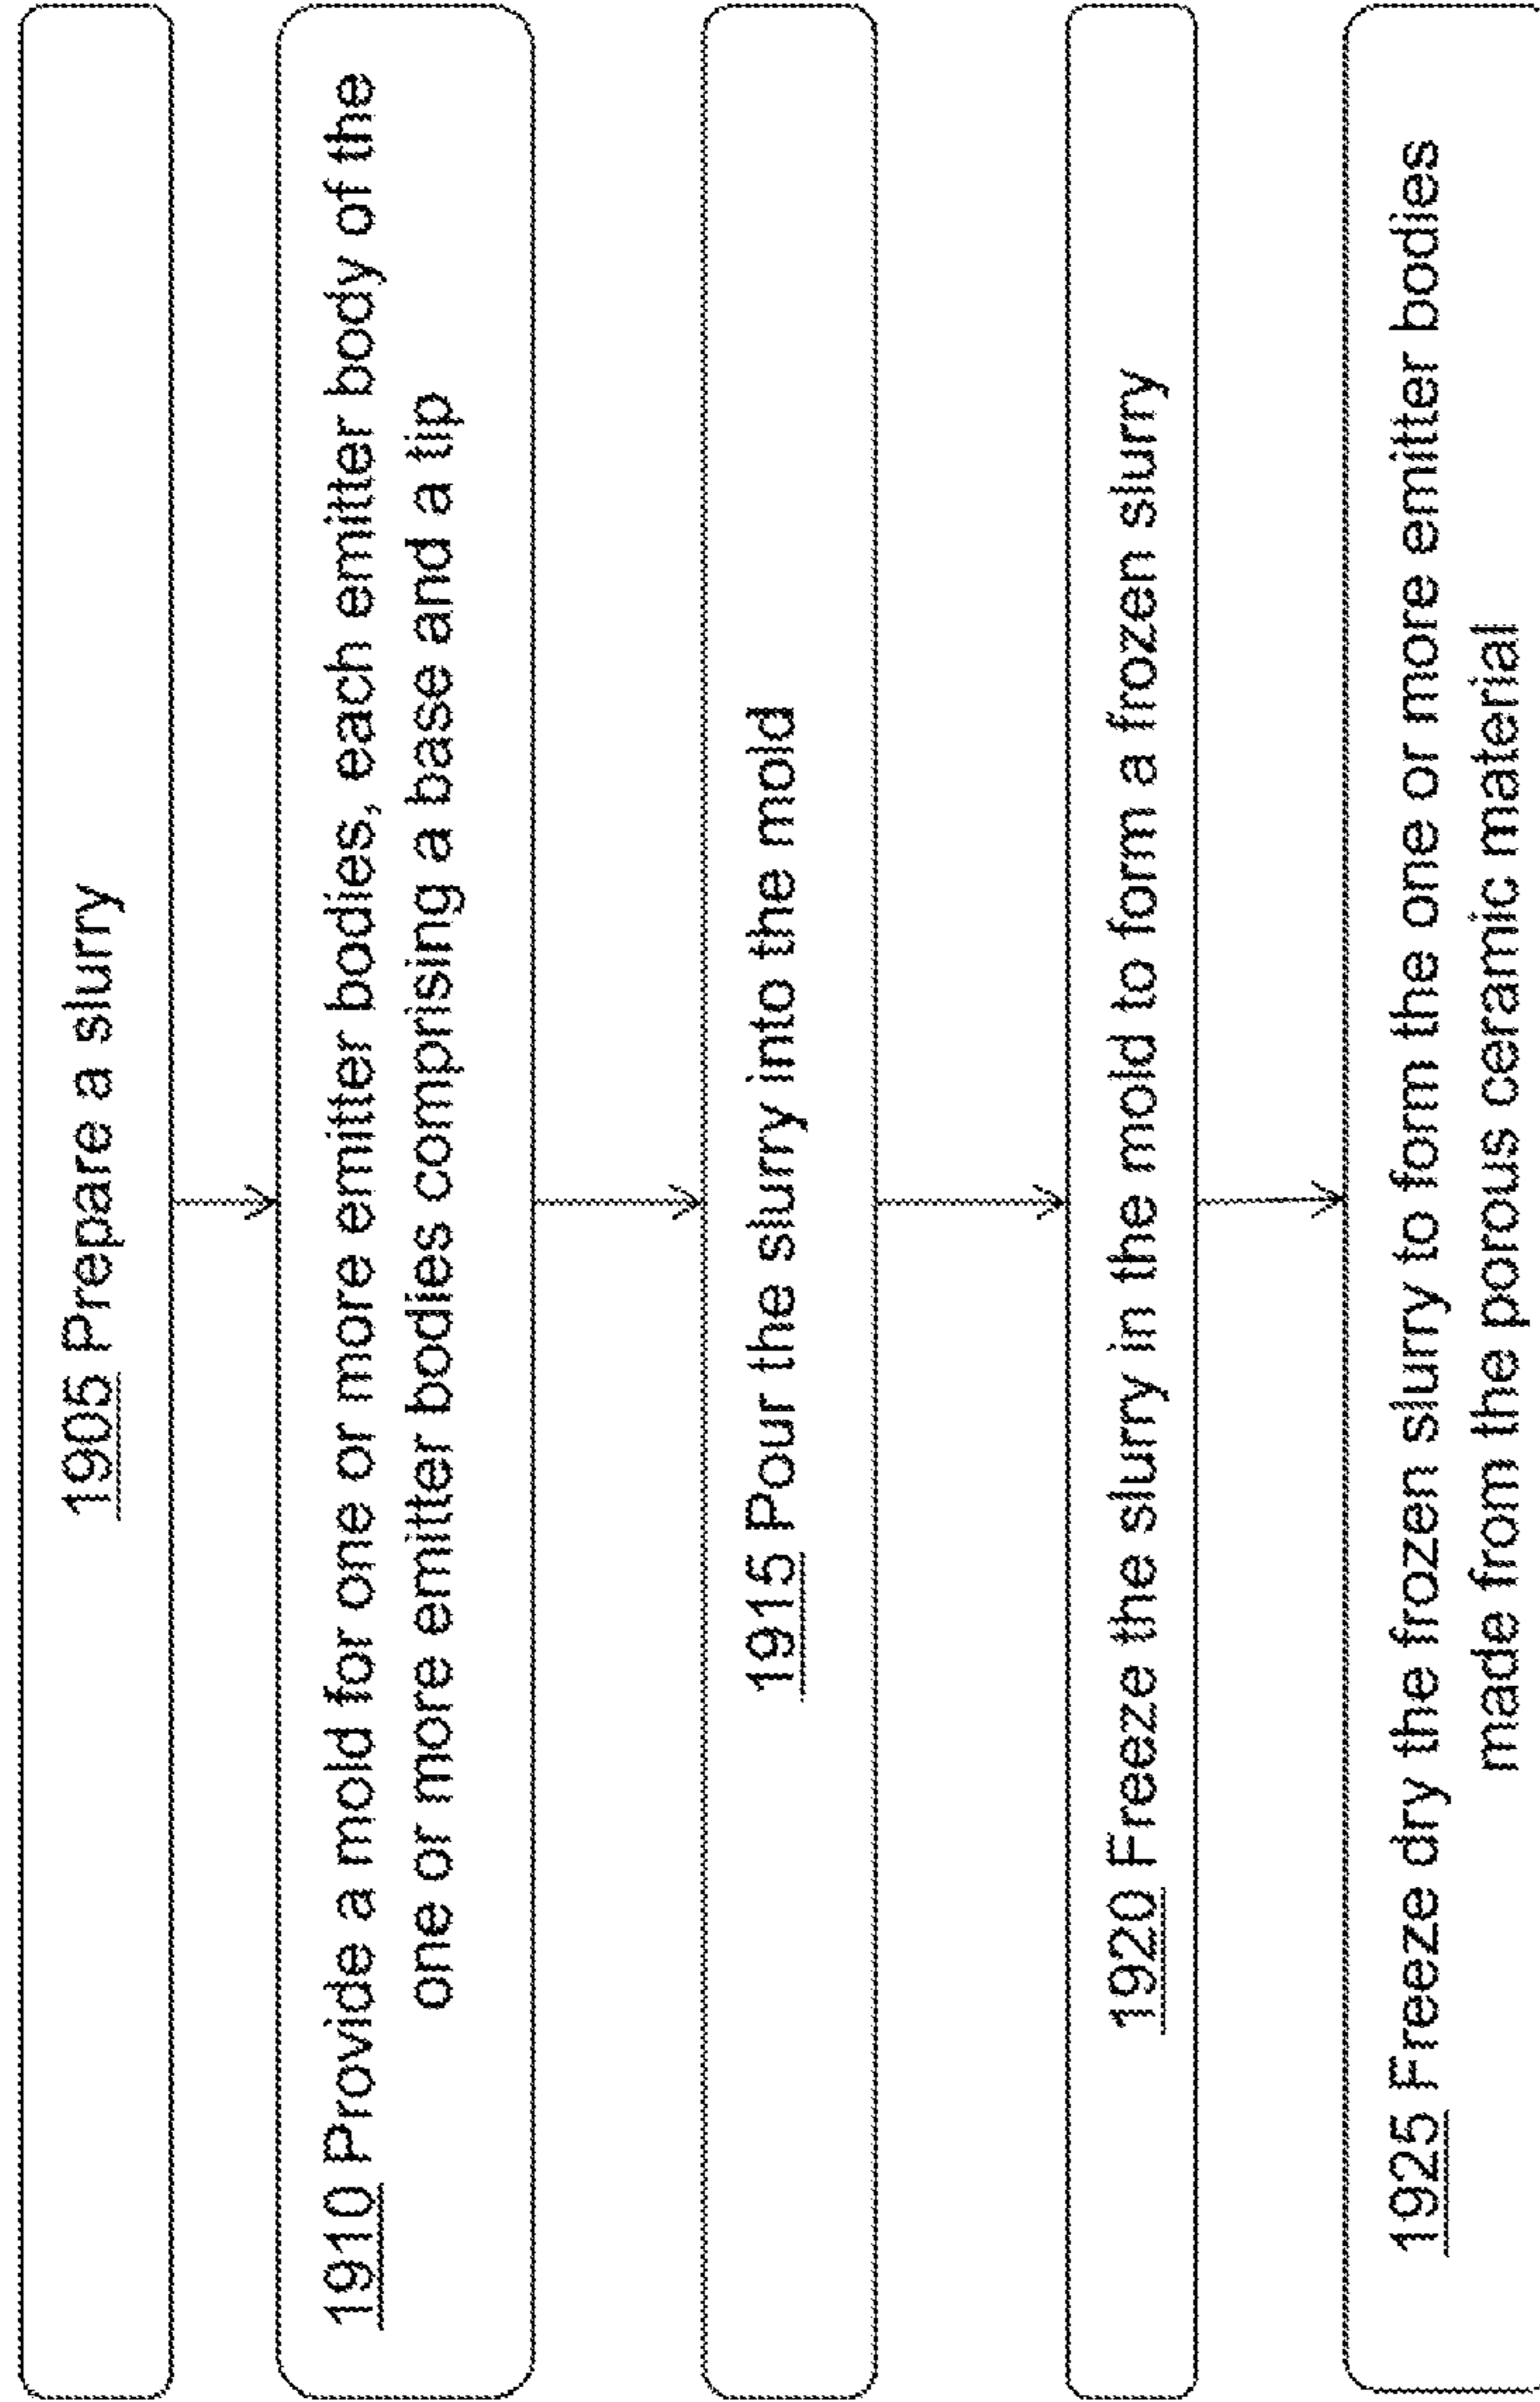 1905 Prepare a slurry
1910 Provide a mold for one or more emitter bodies, each emitter body of the
one or more emitter bodies comprising a base and a tip
1915 Pour the slurry into the mold
1920 Freeze the slurry in the mold to form a frozen slurry
1925 Freeze dry the frozen slurry to form the one or more emitter bodies
made from the porous ceramic material